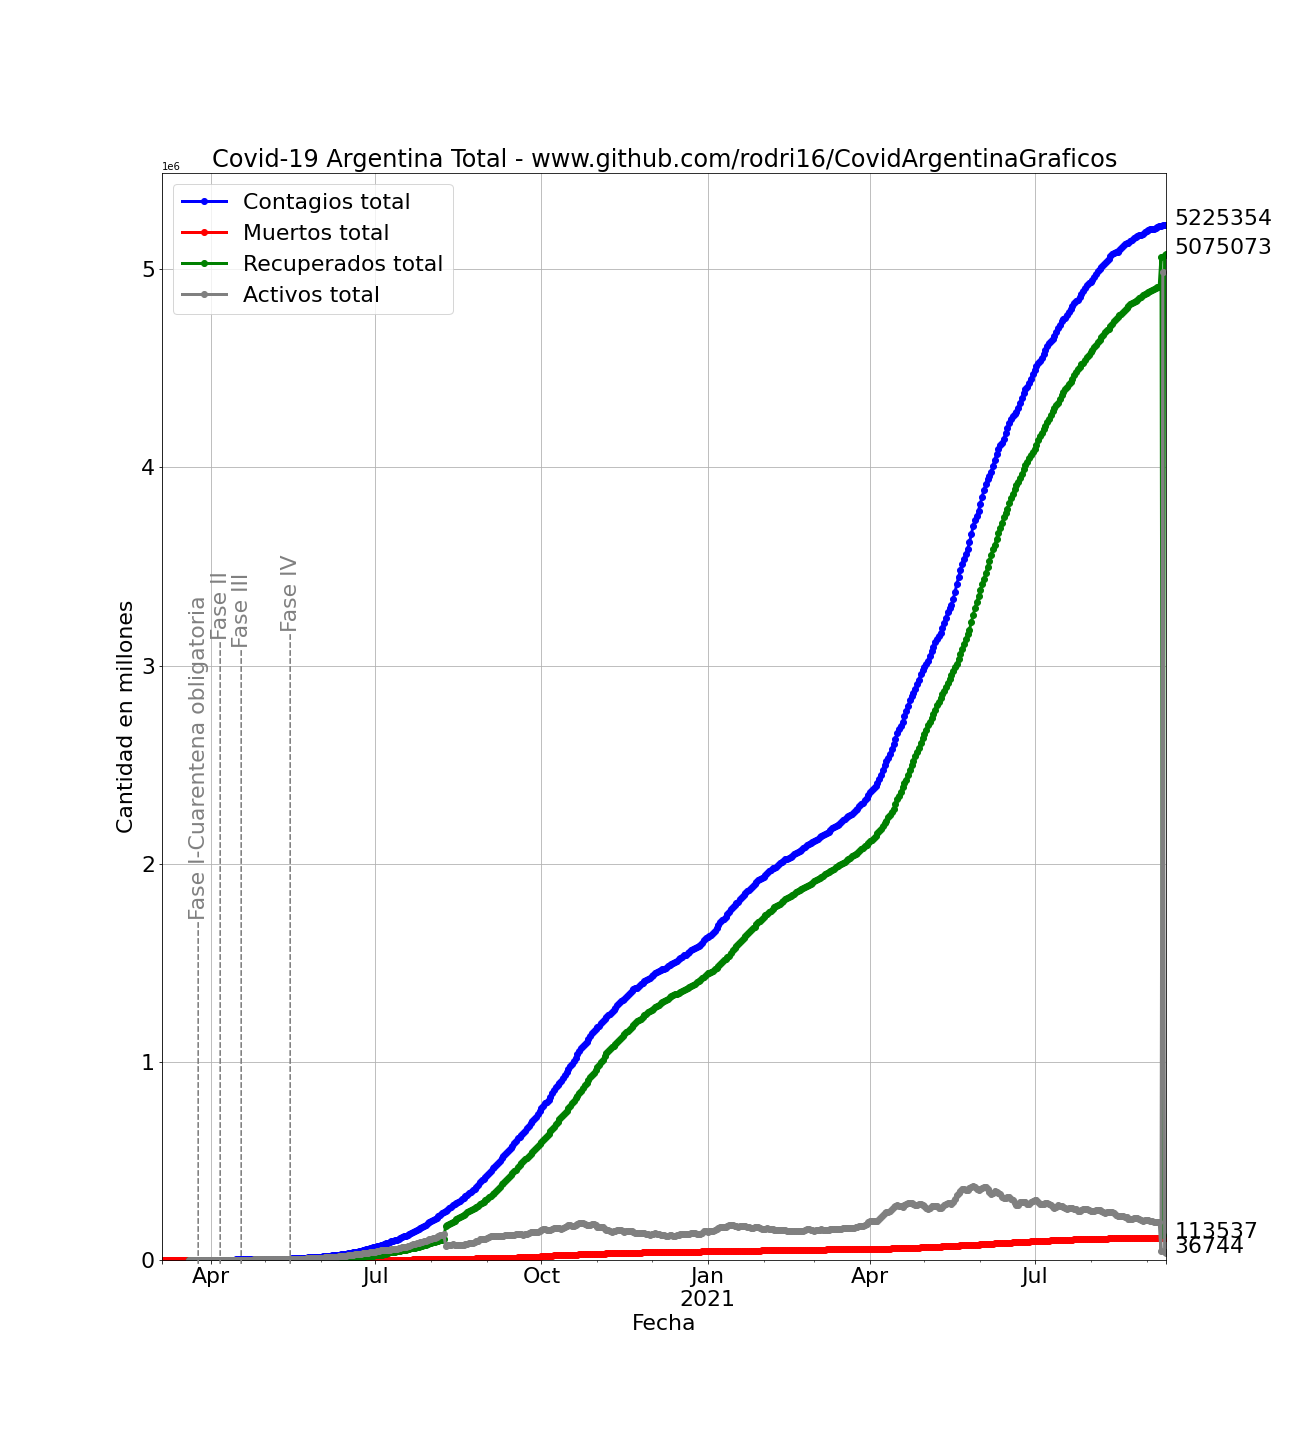 Covid-19 Argentina Total - www.github.com/rodri16/CovidArgentinaGraficos
1e6
Contagios total
Muertos total
Recuperados total
Activos total
5225354
5075073
113537
36744
5
4
3
2
1
0
Cantidad en millones
Fase I-Cuarentena obligatoria
Fase II
Fase III
Fase IV
Apr
Jul
Oct
Jan
2021
Apr
Jul
Fecha